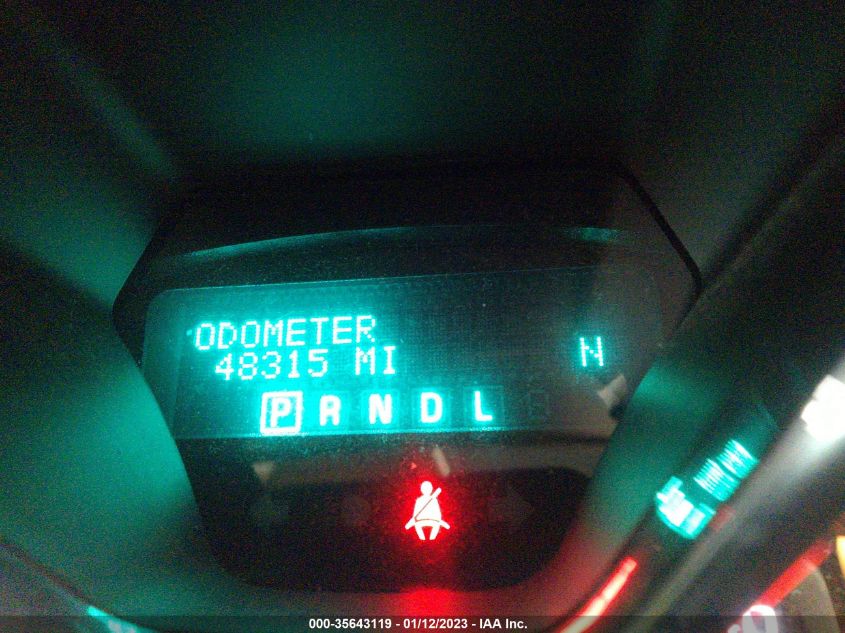 ODOMETER
48315 MI
N
P R N D L
000-35643119 - 01/12/2023 - IAA Inc.